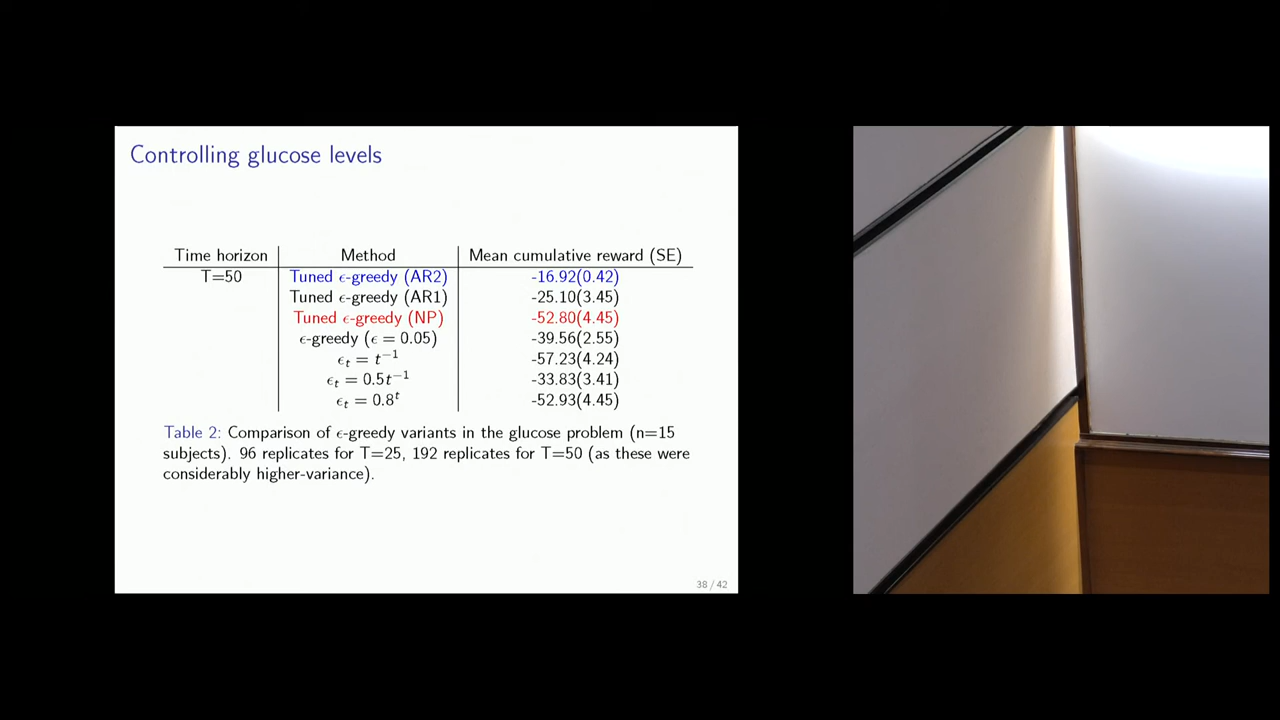 Controlling glucose levels
Time horizon Method Mean cumulative reward (SE)
T=50 Tuned ϵ-greedy (AR2) -16.92(0.42)
Tuned ϵ-greedy (AR1) -25.10(3.45)
Tuned ϵ-greedy (NP) -52.80(4.45)
ϵ-greedy (ϵ = 0.05) -39.56(2.55)
ϵₜ = t⁻¹ -57.23(4.24)
ϵₜ = 0.5t⁻¹ -33.83(3.41)
ϵₜ = 0.8ᵗ -52.93(4.45)
Table 2: Comparison of ϵ-greedy variants in the glucose problem (n=15
subjects). 96 replicates for T=25, 192 replicates for T=50 (as these were
considerably higher-variance).
38 / 42